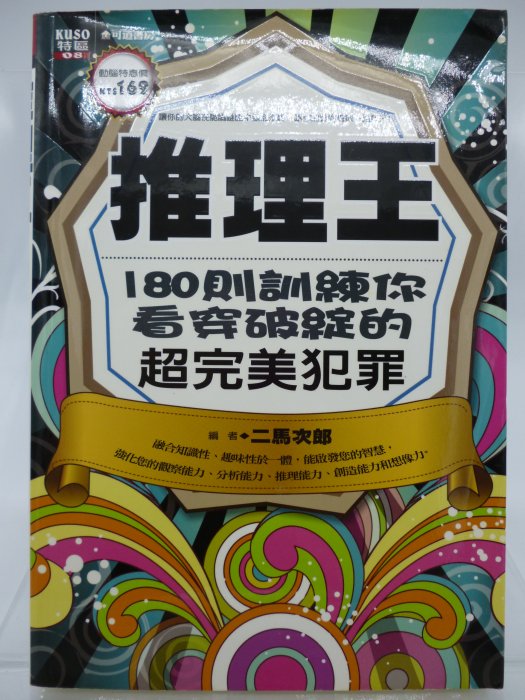 KUSO
特區
08
可道書房
動腦特惠價
NT$169
推理王
180則訓練你
看穿破綻的
超完美犯罪
編者◆二馬次郎
融合知識性、趣味性於一體,能啟發您的智慧,
強化您的觀察能力、分析能力、推理能力、創造能力和想像力。